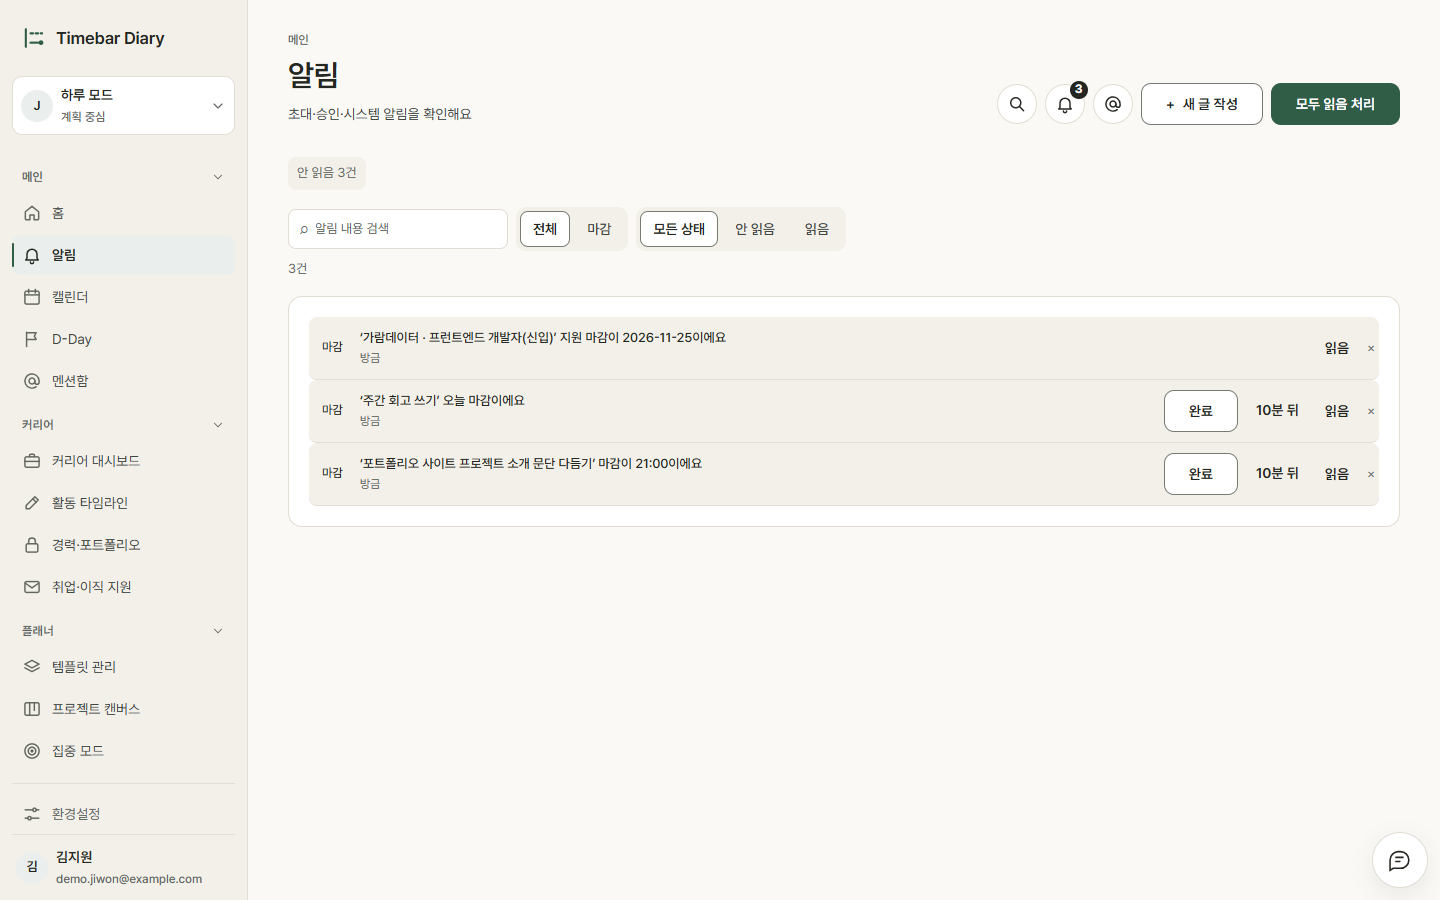 Timebar Diary
J
하루 모드
계획 중심
메인
홈
알림
캘린더
D-Day
멘션함
커리어
커리어 대시보드
활동 타임라인
경력·포트폴리오
취업·이직 지원
플래너
템플릿 관리
프로젝트 캔버스
집중 모드
환경설정
김
김지원
demo.jiwon@example.com
메인
알림
초대·승인·시스템 알림을 확인해요
3
+ 새 글 작성
모두 읽음 처리
안 읽음 3건
알림 내용 검색
전체
마감
모든 상태
안 읽음
읽음
3건
마감
‘가람데이터 · 프런트엔드 개발자(신입)’ 지원 마감이 2026-11-25이에요
방금
읽음
×
마감
‘주간 회고 쓰기’ 오늘 마감이에요
방금
완료
10분 뒤
읽음
×
마감
‘포트폴리오 사이트 프로젝트 소개 문단 다듬기’ 마감이 21:00이에요
방금
완료
10분 뒤
읽음
×